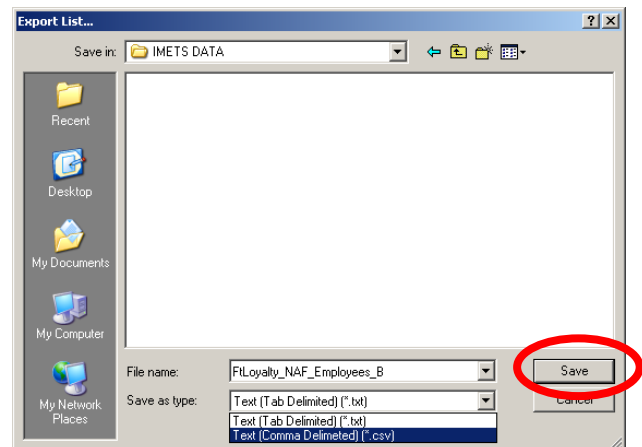 Export List...
Save in: IMETS DATA
Recent
Desktop
My Documents
My Computer
My Network
Places
File name: FtLoyalty_NAF_Employees_B Save
Save as type: Text (Tab Delimited) (*.txt) Cancel
Text (Tab Delimited) (*.txt)
Text (Comma Delimeted) (*.csv)